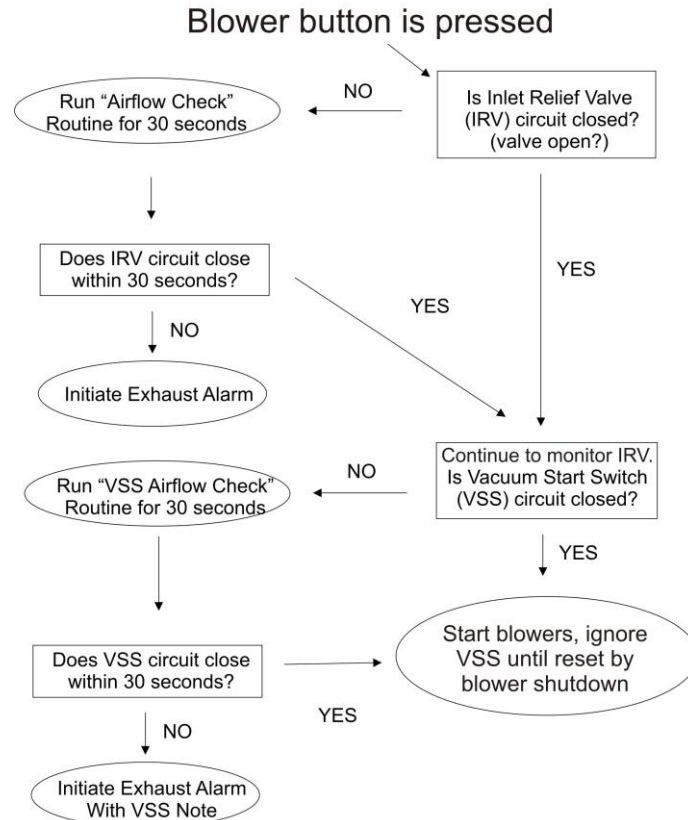 Blower button is pressed
Run "Airflow Check"
Routine for 30 seconds
NO
Is Inlet Relief Valve
(IRV) circuit closed?
(valve open?)
Does IRV circuit close
within 30 seconds?
YES
YES
NO
Initiate Exhaust Alarm
Continue to monitor IRV.
Is Vacuum Start Switch
(VSS) circuit closed?
NO
Run "VSS Airflow Check"
Routine for 30 seconds
YES
Start blowers, ignore
VSS until reset by
blower shutdown
Does VSS circuit close
within 30 seconds?
YES
NO
Initiate Exhaust Alarm
With VSS Note